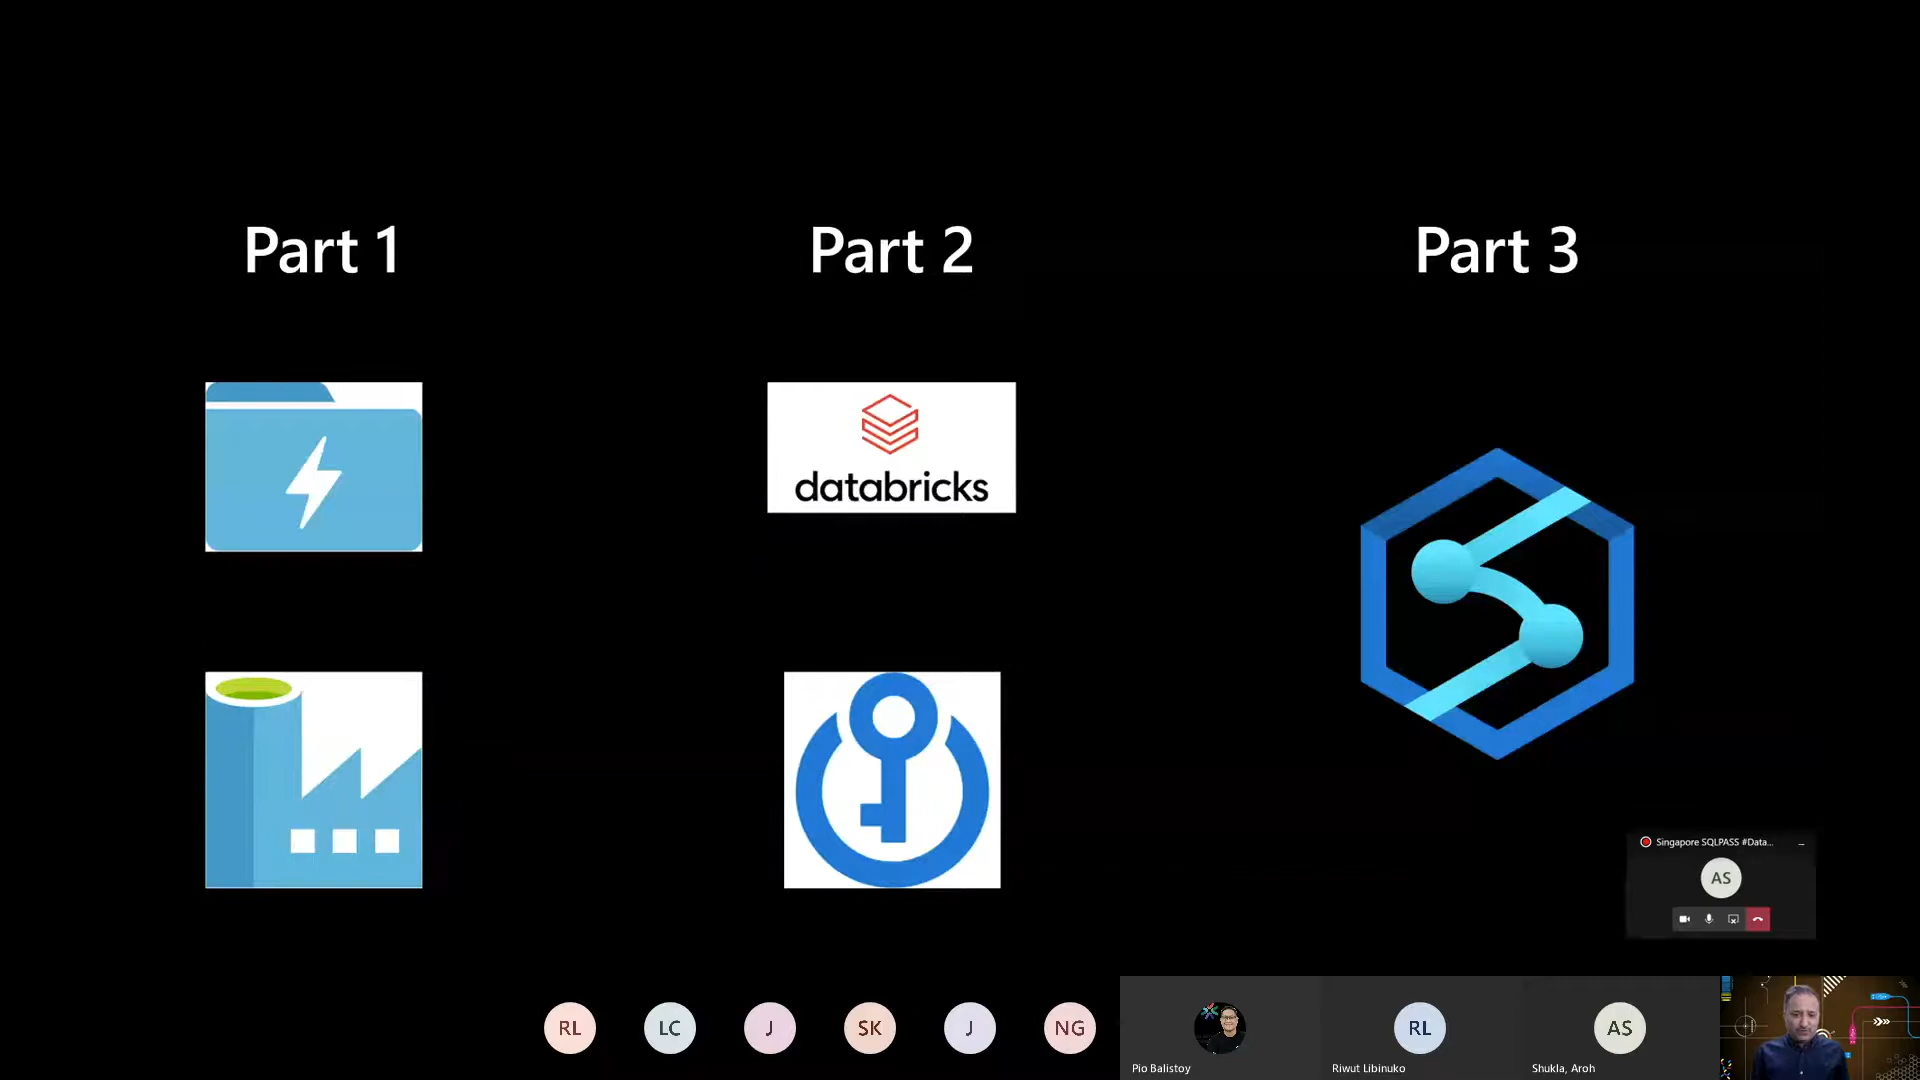 Part 1
Part 2
Part 3
databricks
Singapore SQLPASS #Data...
AS
RL
LC
J
SK
J
NG
RL
AS
Pio Balistoy
Riwut Libinuko
Shukla, Aroh